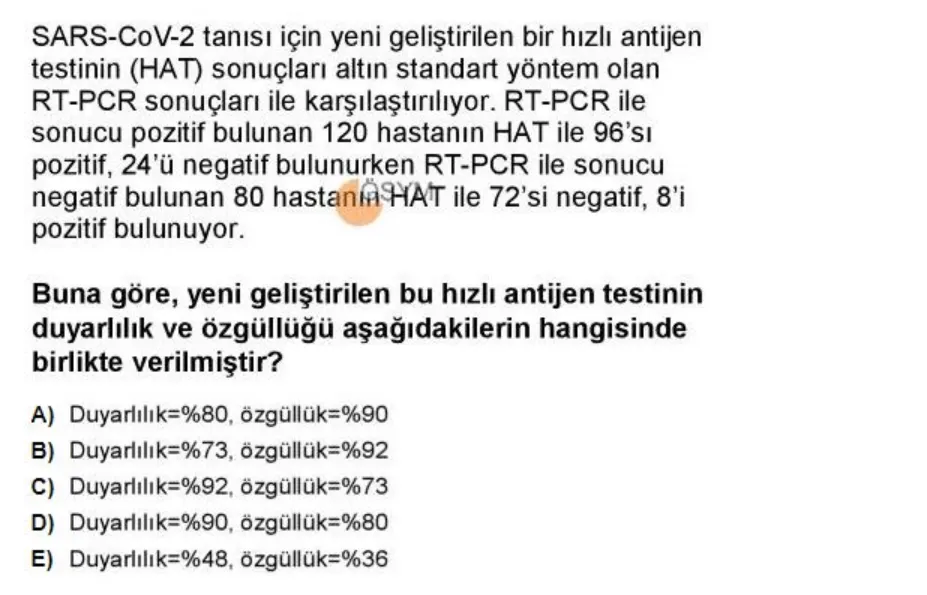 SARS-CoV-2 tanısı için yeni geliştirilen bir hızlı antijen
testinin (HAT) sonuçları altın standart yöntem olan
RT-PCR sonuçları ile karşılaştırılıyor. RT-PCR ile
sonucu pozitif bulunan 120 hastanın HAT ile 96'sı
pozitif, 24'ü negatif bulunurken RT-PCR ile sonucu
negatif bulunan 80 hastanın HAT ile 72'si negatif, 8'i
ÖSYM
pozitif bulunuyor.
Buna göre, yeni geliştirilen bu hızlı antijen testinin
duyarlılık ve özgüllüğü aşağıdakilerin hangisinde
birlikte verilmiştir?
A) Duyarlılık=%80, özgüllük=%90
B) Duyarlılık=%73, özgüllük=%92
C) Duyarlılık=%92, özgüllük=%73
D) Duyarlılık=%90, özgüllük=%80
E) Duyarlılık=%48, özgüllük=%36